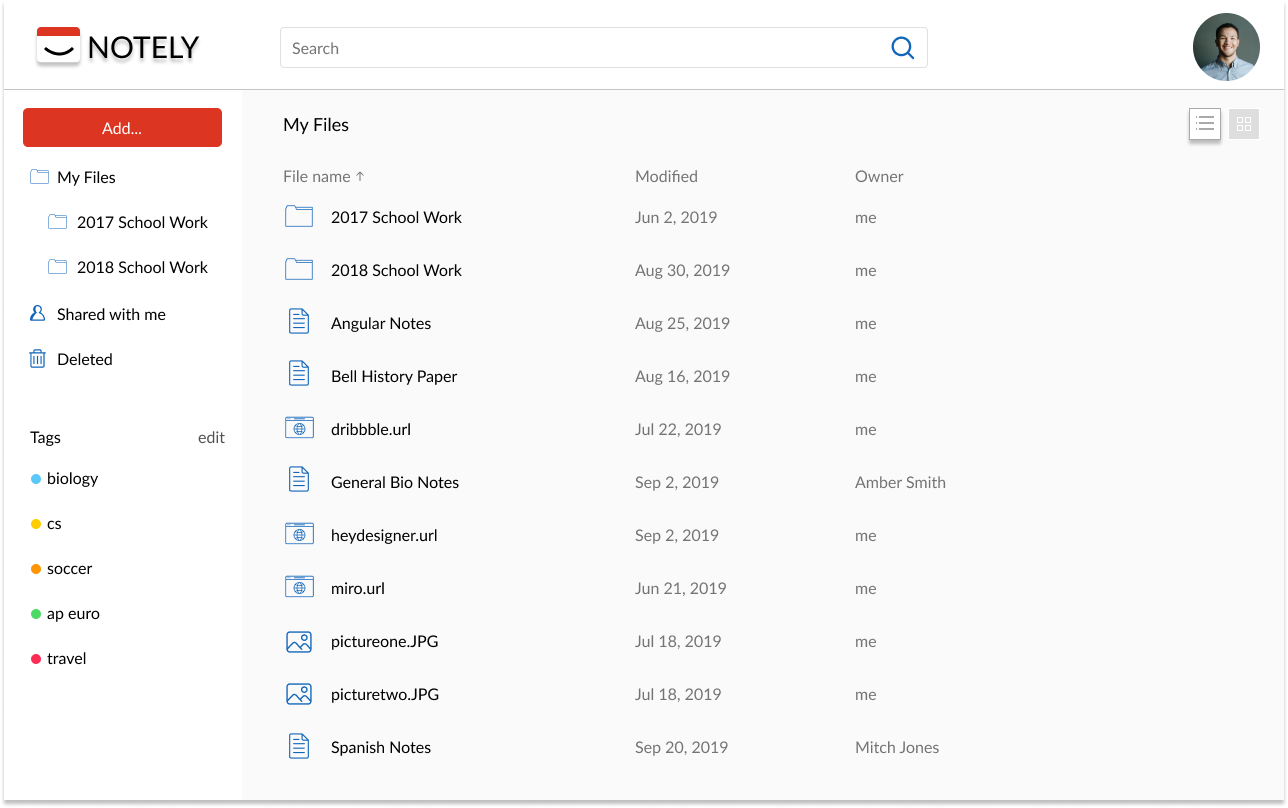 NOTELY
Search
Add...
My Files
2017 School Work
2018 School Work
Shared with me
Deleted
Tags edit
biology
cs
soccer
ap euro
travel
My Files
File name ↑ Modified Owner
2017 School Work Jun 2, 2019 me
2018 School Work Aug 30, 2019 me
Angular Notes Aug 25, 2019 me
Bell History Paper Aug 16, 2019 me
dribbble.url Jul 22, 2019 me
General Bio Notes Sep 2, 2019 Amber Smith
heydesigner.url Sep 2, 2019 me
miro.url Jun 21, 2019 me
pictureone.JPG Jul 18, 2019 me
picturetwo.JPG Jul 18, 2019 me
Spanish Notes Sep 20, 2019 Mitch Jones